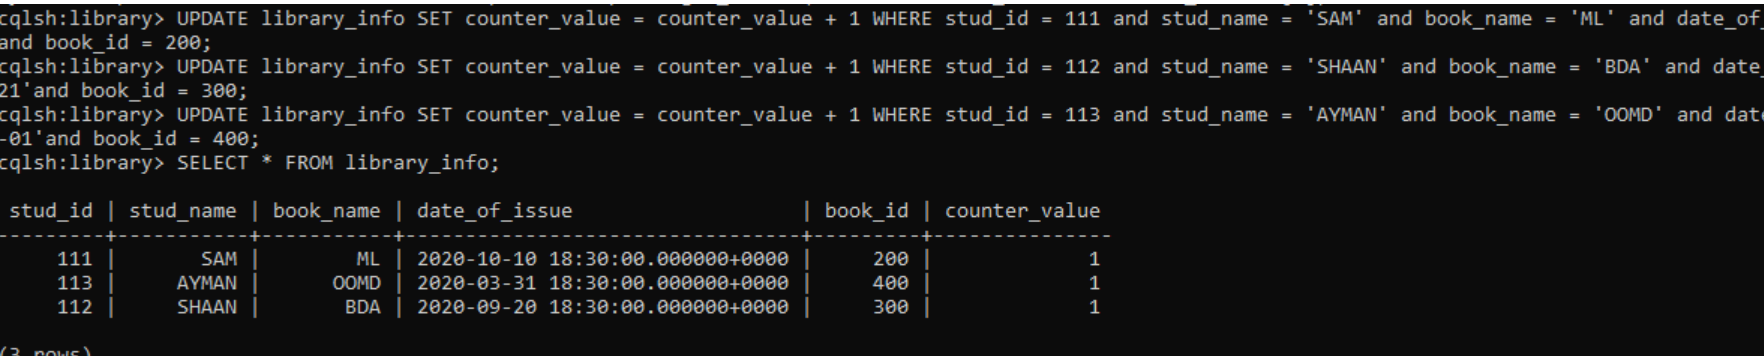 cqlsh:library> UPDATE library_info SET counter_value = counter_value + 1 WHERE stud_id = 111 and stud_name = 'SAM' and book_name = 'ML' and date_of_
and book_id = 200;
cqlsh:library> UPDATE library_info SET counter_value = counter_value + 1 WHERE stud_id = 112 and stud_name = 'SHAAN' and book_name = 'BDA' and date_
21'and book_id = 300;
cqlsh:library> UPDATE library_info SET counter_value = counter_value + 1 WHERE stud_id = 113 and stud_name = 'AYMAN' and book_name = 'OOMD' and date
-01'and book_id = 400;
cqlsh:library> SELECT * FROM library_info;
stud_id | stud_name | book_name | date_of_issue | book_id | counter_value
---------+-----------+-----------+---------------------------------+---------+---------------
111 | SAM | ML | 2020-10-10 18:30:00.000000+0000 | 200 | 1
113 | AYMAN | OOMD | 2020-03-31 18:30:00.000000+0000 | 400 | 1
112 | SHAAN | BDA | 2020-09-20 18:30:00.000000+0000 | 300 | 1
(3 rows)